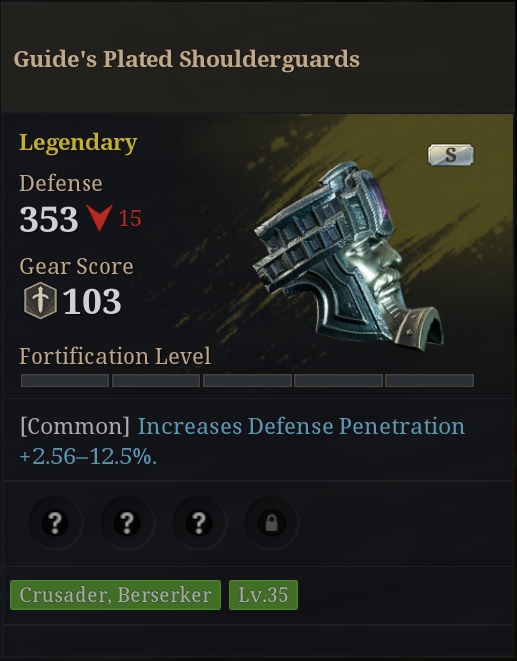 Guide's Plated Shoulderguards
Legendary
S
Defense
353 15
Gear Score
103
Fortification Level
[Common] Increases Defense Penetration
+2.56–12.5%.
? ? ?
Crusader, Berserker Lv.35